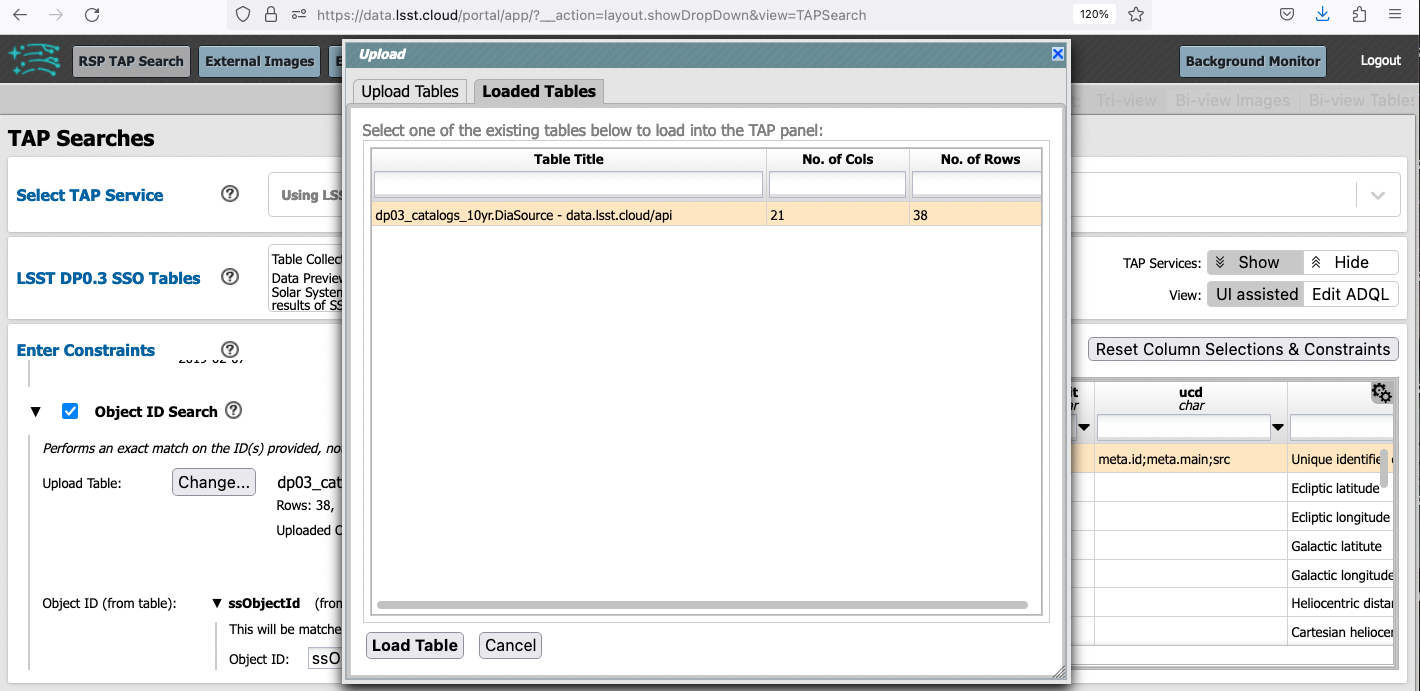 https://data.lsst.cloud/portal/app/?__action=layout.showDropDown&view=TAPSearch
120%
RSP TAP Search
External Images
Background Monitor
Logout
Tri-view
Bi-view Images
Bi-view Tables
Upload
Upload Tables
Loaded Tables
Select one of the existing tables below to load into the TAP panel:
Table Title
No. of Cols
No. of Rows
dp03_catalogs_10yr.DiaSource - data.lsst.cloud/api
21
38
Load Table
Cancel
TAP Searches
Select TAP Service
Using LSS
LSST DP0.3 SSO Tables
Table Collect
Data Preview
Solar System
results of SS
TAP Services:
Show
Hide
View:
UI assisted
Edit ADQL
Enter Constraints
Reset Column Selections & Constraints
Object ID Search
Performs an exact match on the ID(s) provided, no
Upload Table:
Change...
dp03_cat
Rows: 38,
Uploaded C
Object ID (from table):
ssObjectId
(fron
This will be matche
Object ID:
ssO
ucd
char
meta.id;meta.main;src
Unique identifie
Ecliptic latitude
Ecliptic longitude
Galactic latitute
Galactic longitude
Heliocentric distan
Cartesian heliocen